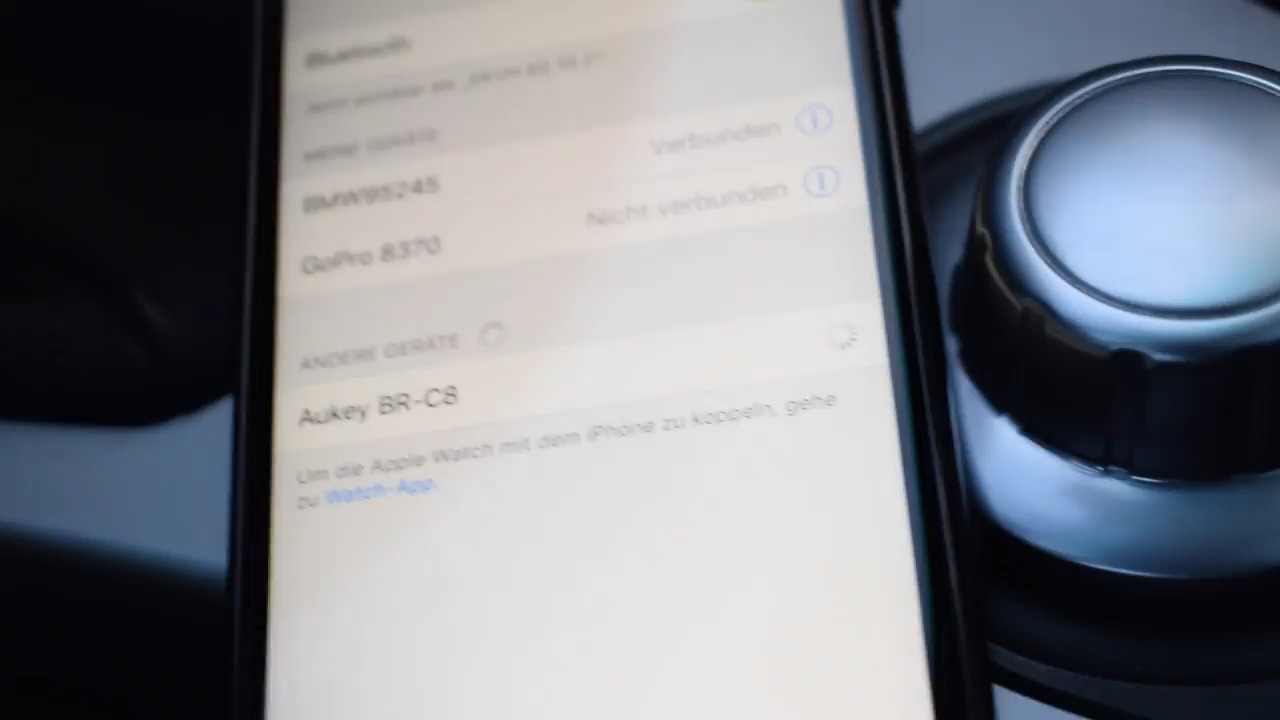 Bluetooth
MEINE GERÄTE
BMW95245 Verbunden
GoPro 8370 Nicht verbunden
ANDERE GERÄTE
Aukey BR-C8
Um die Apple Watch mit dem iPhone zu koppeln, gehe
zu Watch-App.